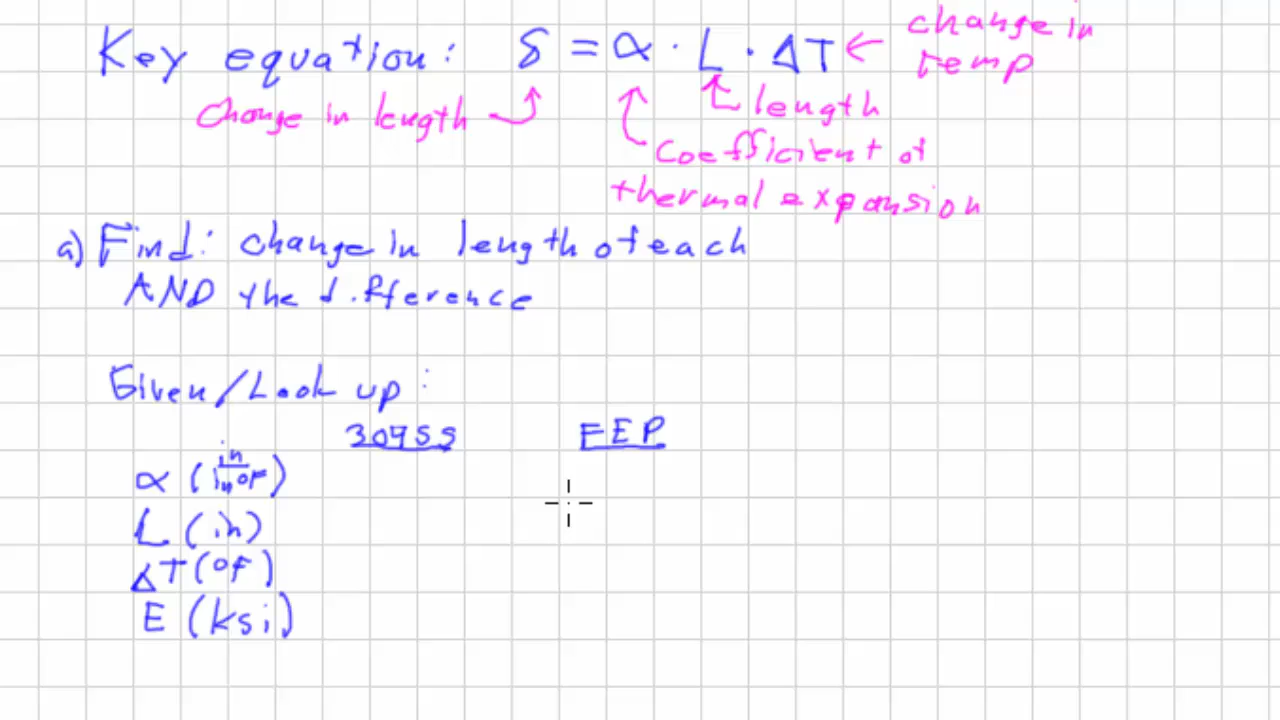 Key equation: δ = α · L · ΔT ← change in temp
Change in length
length
Coefficient of
thermal expansion
a) Find: change in length of each
AND the difference
Given/Look up:
304SS FEP
α (in/in°F)
L (in)
ΔT (°F)
E (ksi)